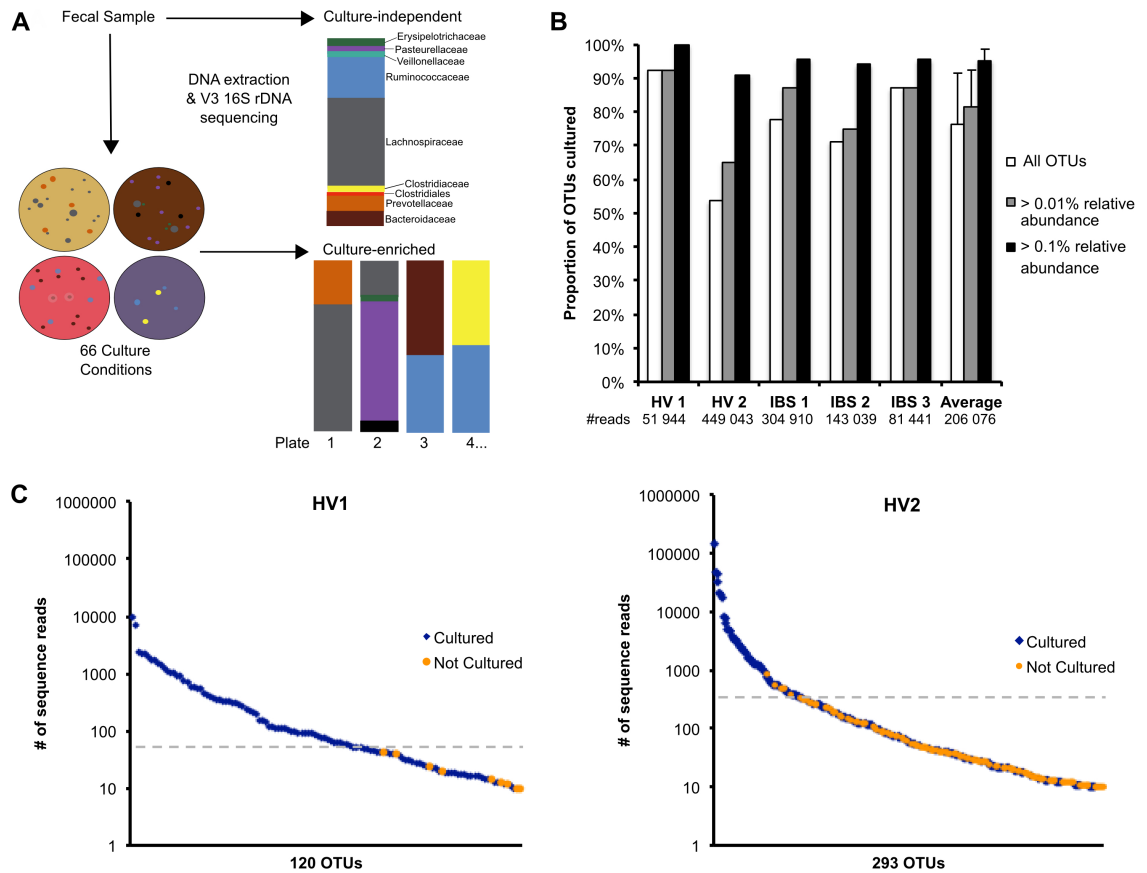 A
Fecal Sample
Culture-independent
DNA extraction
& V3 16S rDNA
sequencing
Erysipelotrichaceae
Pasteurellaceae
Veillonellaceae
Ruminococcaceae
Lachnospiraceae
Clostridiaceae
Clostridiales
Prevotellaceae
Bacteroidaceae
66 Culture
Conditions
Culture-enriched
Plate 1 2 3 4...
B
Proportion of OTUs cultured
100%
90%
80%
70%
60%
50%
40%
30%
20%
10%
0%
HV 1 HV 2 IBS 1 IBS 2 IBS 3 Average
#reads 51 944 449 043 304 910 143 039 81 441 206 076
All OTUs
> 0.01% relative
abundance
> 0.1% relative
abundance
C
HV1
# of sequence reads
1000000
100000
10000
1000
100
10
1
Cultured
Not Cultured
120 OTUs
HV2
# of sequence reads
1000000
100000
10000
1000
100
10
1
Cultured
Not Cultured
293 OTUs